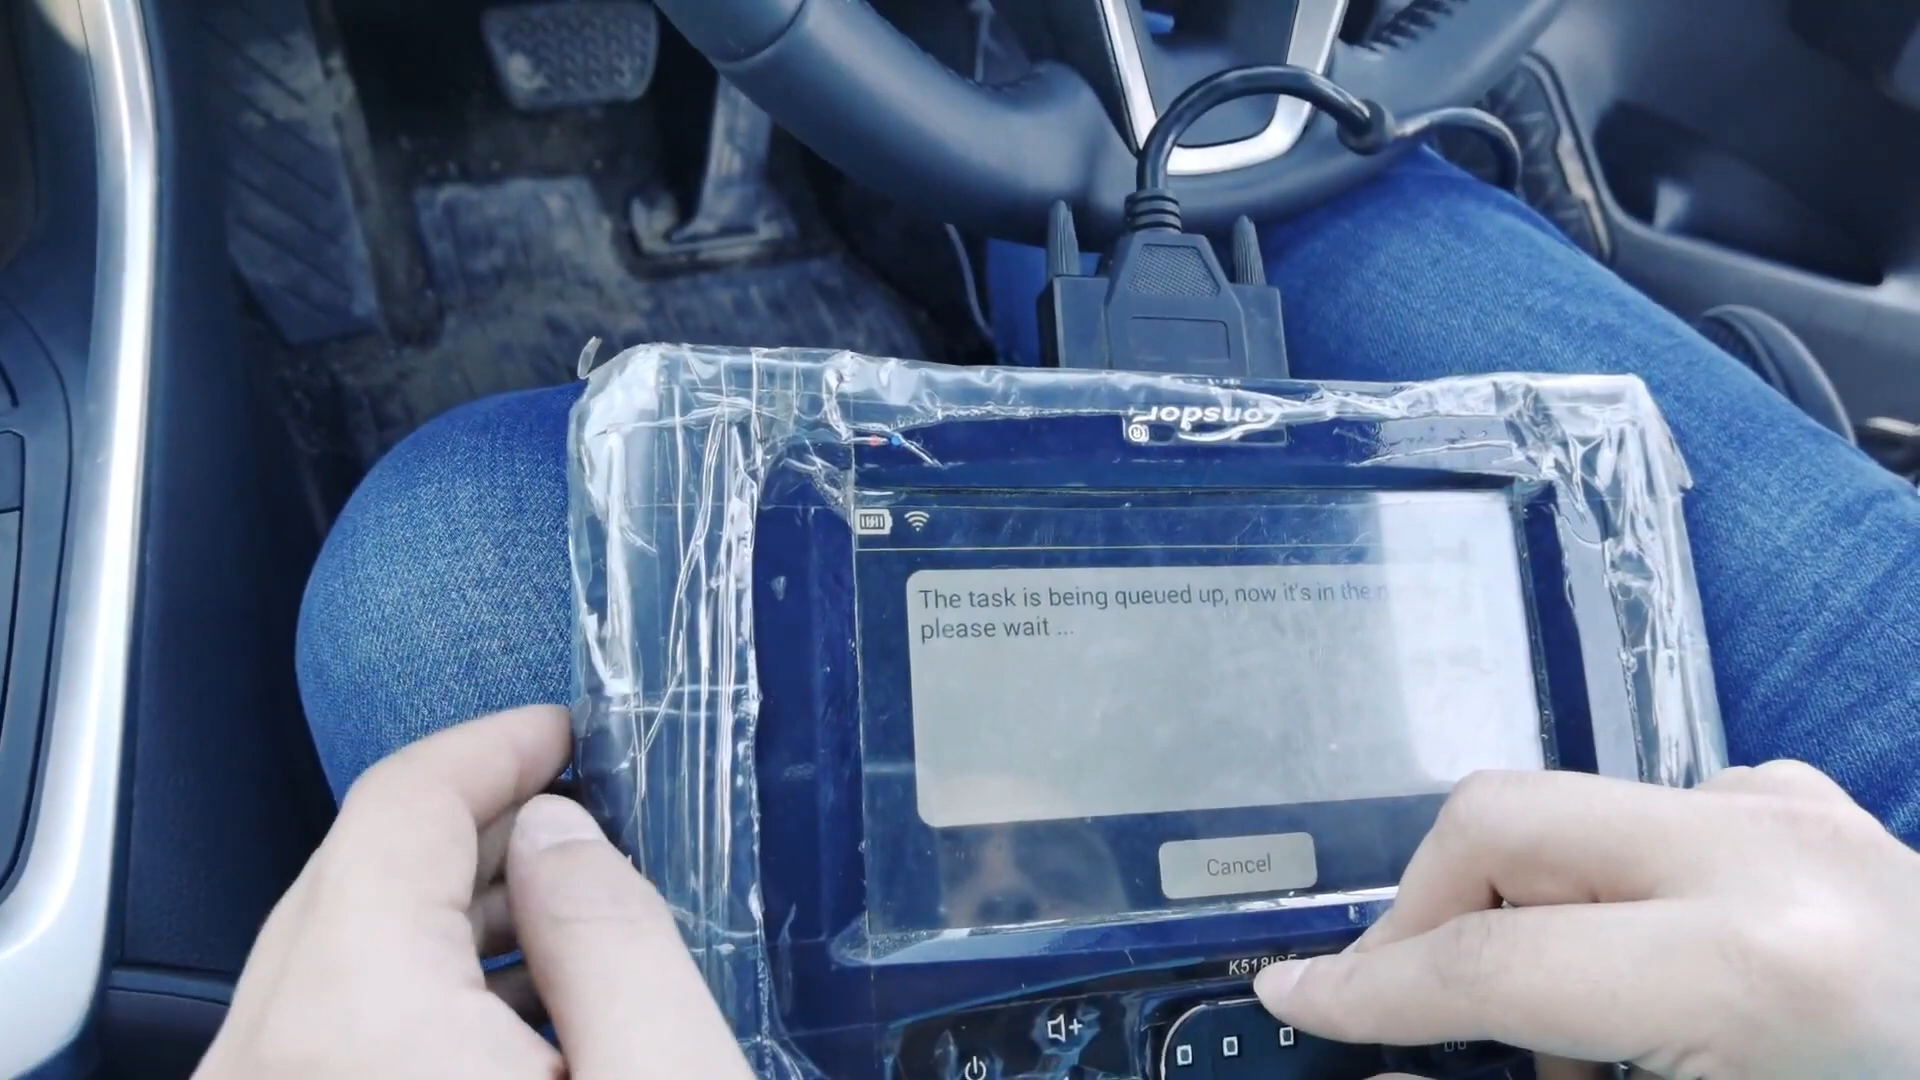 Lonsdor
®
The task is being queued up, now it's in the
please wait ...
Cancel
K518ISE